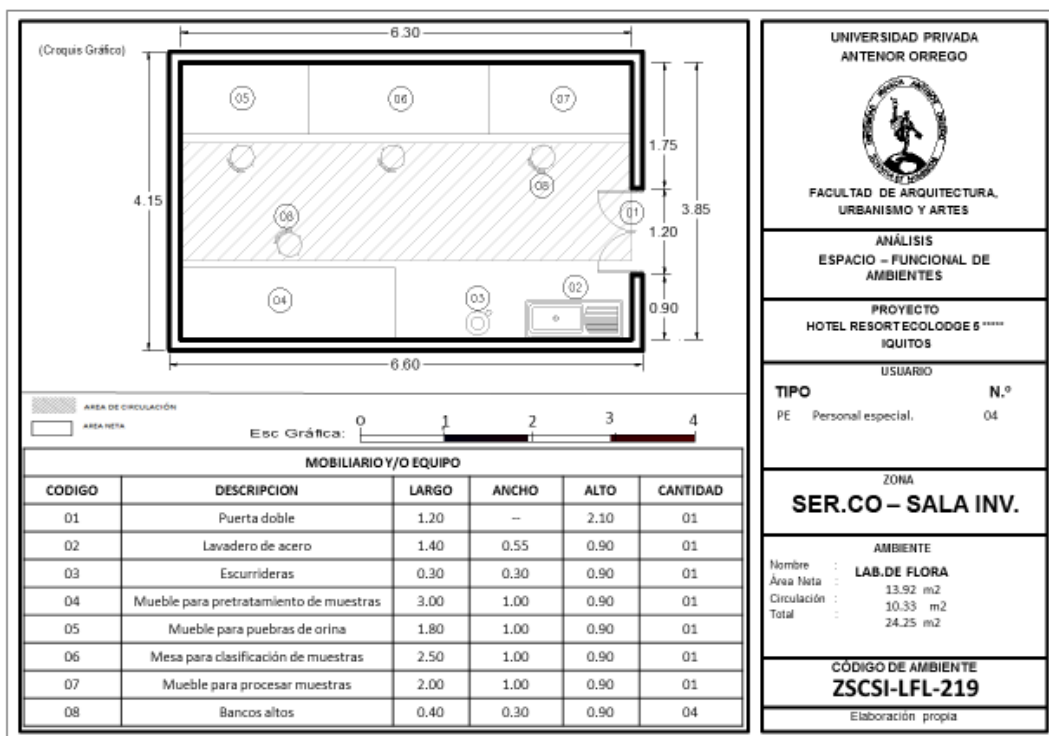 (Croquis Gráfico)
6.30
05
06
07
1.75
08
4.15
01
3.85
08
1.20
02
04
03
0.90
6.60
AREA DE CIRCULACIÓN
AREA NETA
Esc Gráfica:
0 1 2 3 4
MOBILIARIO Y/O EQUIPO
CODIGO DESCRIPCION LARGO ANCHO ALTO CANTIDAD
01 Puerta doble 1.20 -- 2.10 01
02 Lavadero de acero 1.40 0.55 0.90 01
03 Escurrideras 0.30 0.30 0.90 01
04 Mueble para pretratamiento de muestras 3.00 1.00 0.90 01
05 Mueble para puebras de orina 1.80 1.00 0.90 01
06 Mesa para clasificación de muestras 2.50 1.00 0.90 01
07 Mueble para procesar muestras 2.00 1.00 0.90 01
08 Bancos altos 0.40 0.30 0.90 04
UNIVERSIDAD PRIVADA
ANTENOR ORREGO
FACULTAD DE ARQUITECTURA,
URBANISMO Y ARTES
ANÁLISIS
ESPACIO – FUNCIONAL DE
AMBIENTES
PROYECTO
HOTEL RESORT ECOLODGE 5 *****
IQUITOS
USUARIO
TIPO N.º
PE Personal especial. 04
ZONA
SER.CO – SALA INV.
AMBIENTE
Nombre : LAB.DE FLORA
Área Neta : 13.92 m2
Circulación : 10.33 m2
Total : 24.25 m2
CÓDIGO DE AMBIENTE
ZSCSI-LFL-219
Elaboración propia